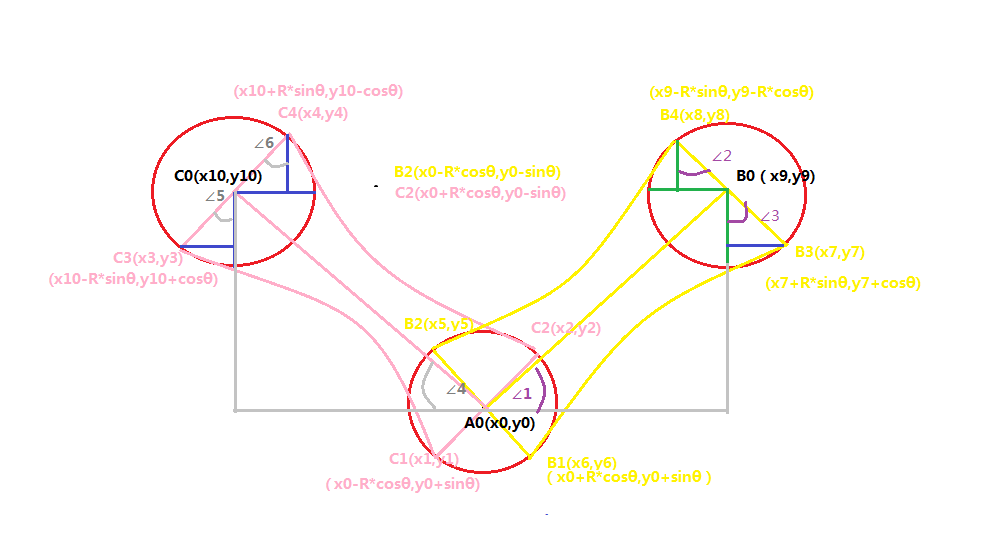 (x10+R*sinθ,y10-cosθ)
C4(x4,y4)
(x9-R*sinθ,y9-R*cosθ)
B4(x8,y8)
∠6
∠2
C0(x10,y10)
B2(x0-R*cosθ,y0-sinθ)
C2(x0+R*cosθ,y0-sinθ)
B0（x9,y9)
∠5
∠3
C3(x3,y3)
(x10-R*sinθ,y10+cosθ)
B3(x7,y7)
(x7+R*sinθ,y7+cosθ)
B2(x5,y5)
C2(x2,y2)
∠4
∠1
A0(x0,y0)
C1(x1,y1)
（x0-R*cosθ,y0+sinθ)
B1(x6,y6)
（x0+R*cosθ,y0+sinθ）